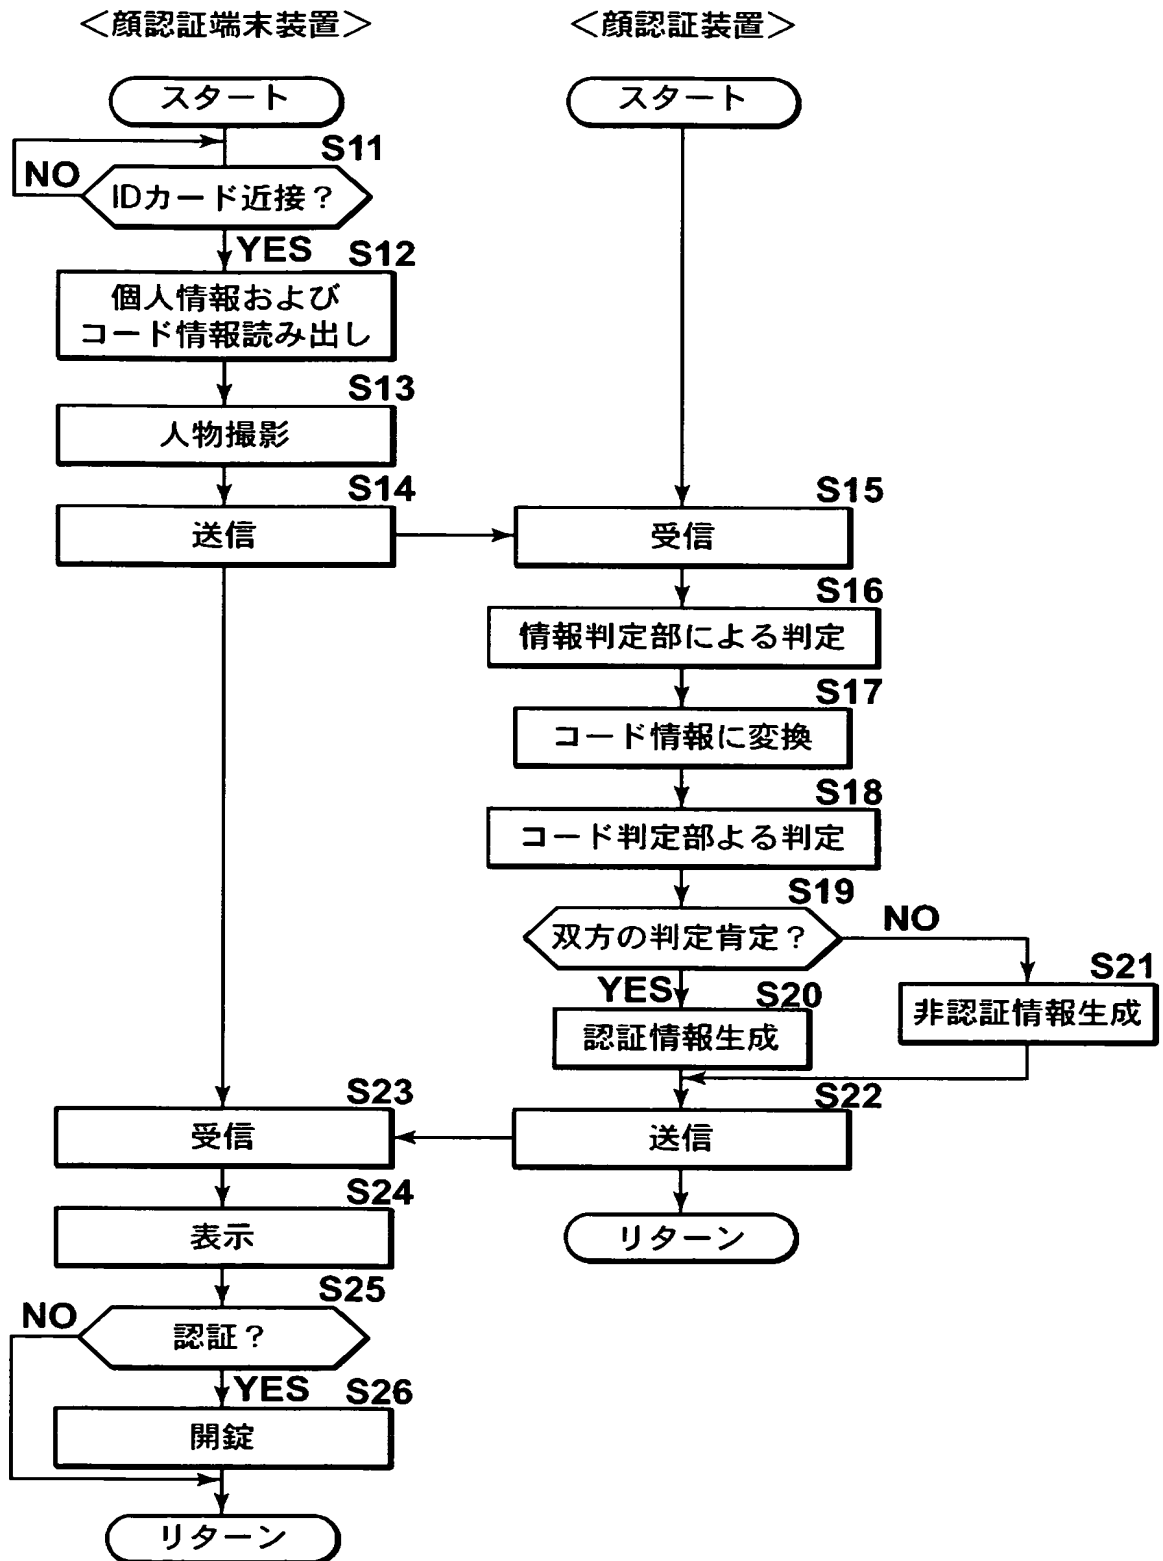 ＜顔認証端末装置＞
＜顔認証装置＞
スタート
スタート
S11
NO
IDカード近接？
YES
S12
個人情報および
コード情報読み出し
S13
人物撮影
S14
送信
S15
受信
S16
情報判定部による判定
S17
コード情報に変換
S18
コード判定部よる判定
S19
双方の判定肯定？
NO
YES
S20
認証情報生成
S21
非認証情報生成
S22
送信
S23
受信
リターン
S24
表示
S25
NO
認証？
YES
S26
開錠
リターン